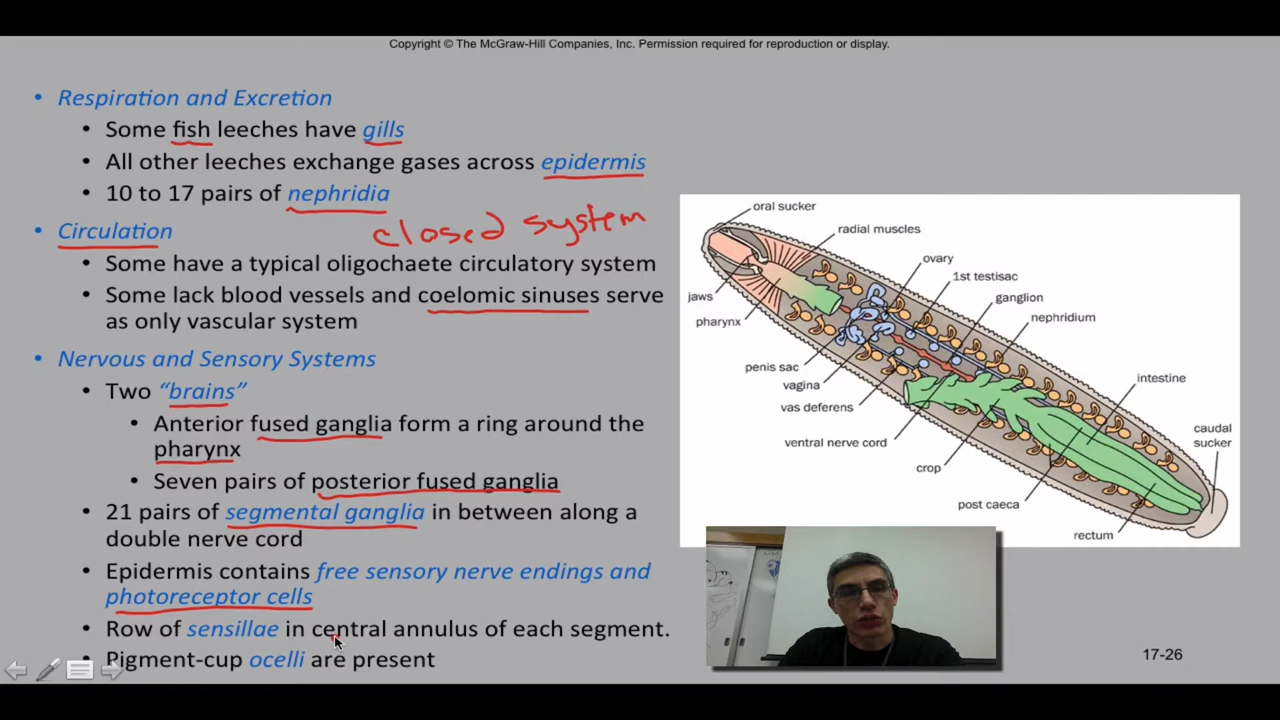 Copyright © The McGraw-Hill Companies, Inc. Permission required for reproduction or display.
• Respiration and Excretion
• Some fish leeches have gills
• All other leeches exchange gases across epidermis
• 10 to 17 pairs of nephridia
closed system
• Circulation
• Some have a typical oligochaete circulatory system
• Some lack blood vessels and coelomic sinuses serve
as only vascular system
• Nervous and Sensory Systems
• Two “brains”
• Anterior fused ganglia form a ring around the
pharynx
• Seven pairs of posterior fused ganglia
• 21 pairs of segmental ganglia in between along a
double nerve cord
• Epidermis contains free sensory nerve endings and
photoreceptor cells
• Row of sensillae in central annulus of each segment.
• Pigment-cup ocelli are present
oral sucker
radial muscles
ovary
1st testisac
ganglion
nephridium
jaws
pharynx
penis sac
vagina
vas deferens
ventral nerve cord
crop
post caeca
rectum
intestine
caudal
sucker
17-26